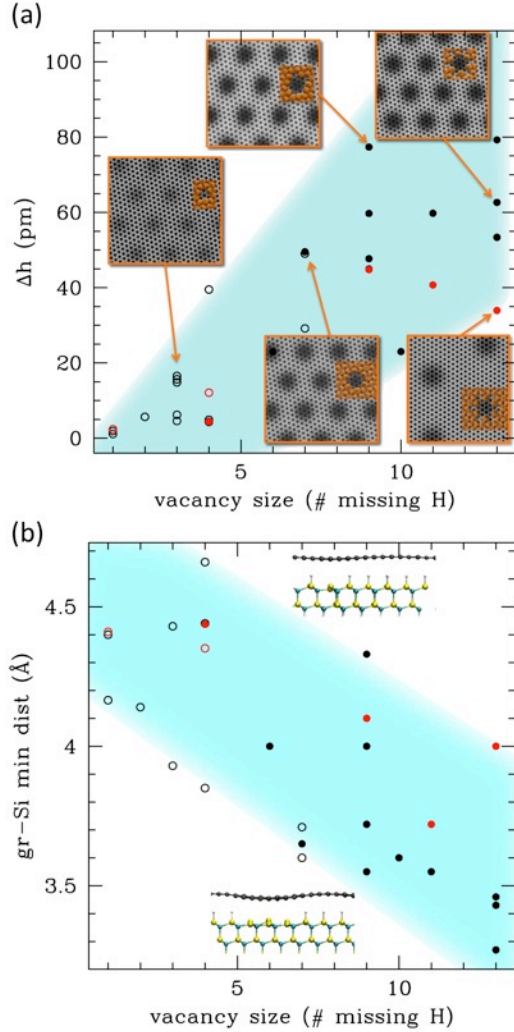 (a)
100
80
60
40
20
0
Δh (pm)
5
10
vacancy size (# missing H)
(b)
4.5
4
3.5
gr-Si min dist (Å)
5
10
vacancy size (# missing H)